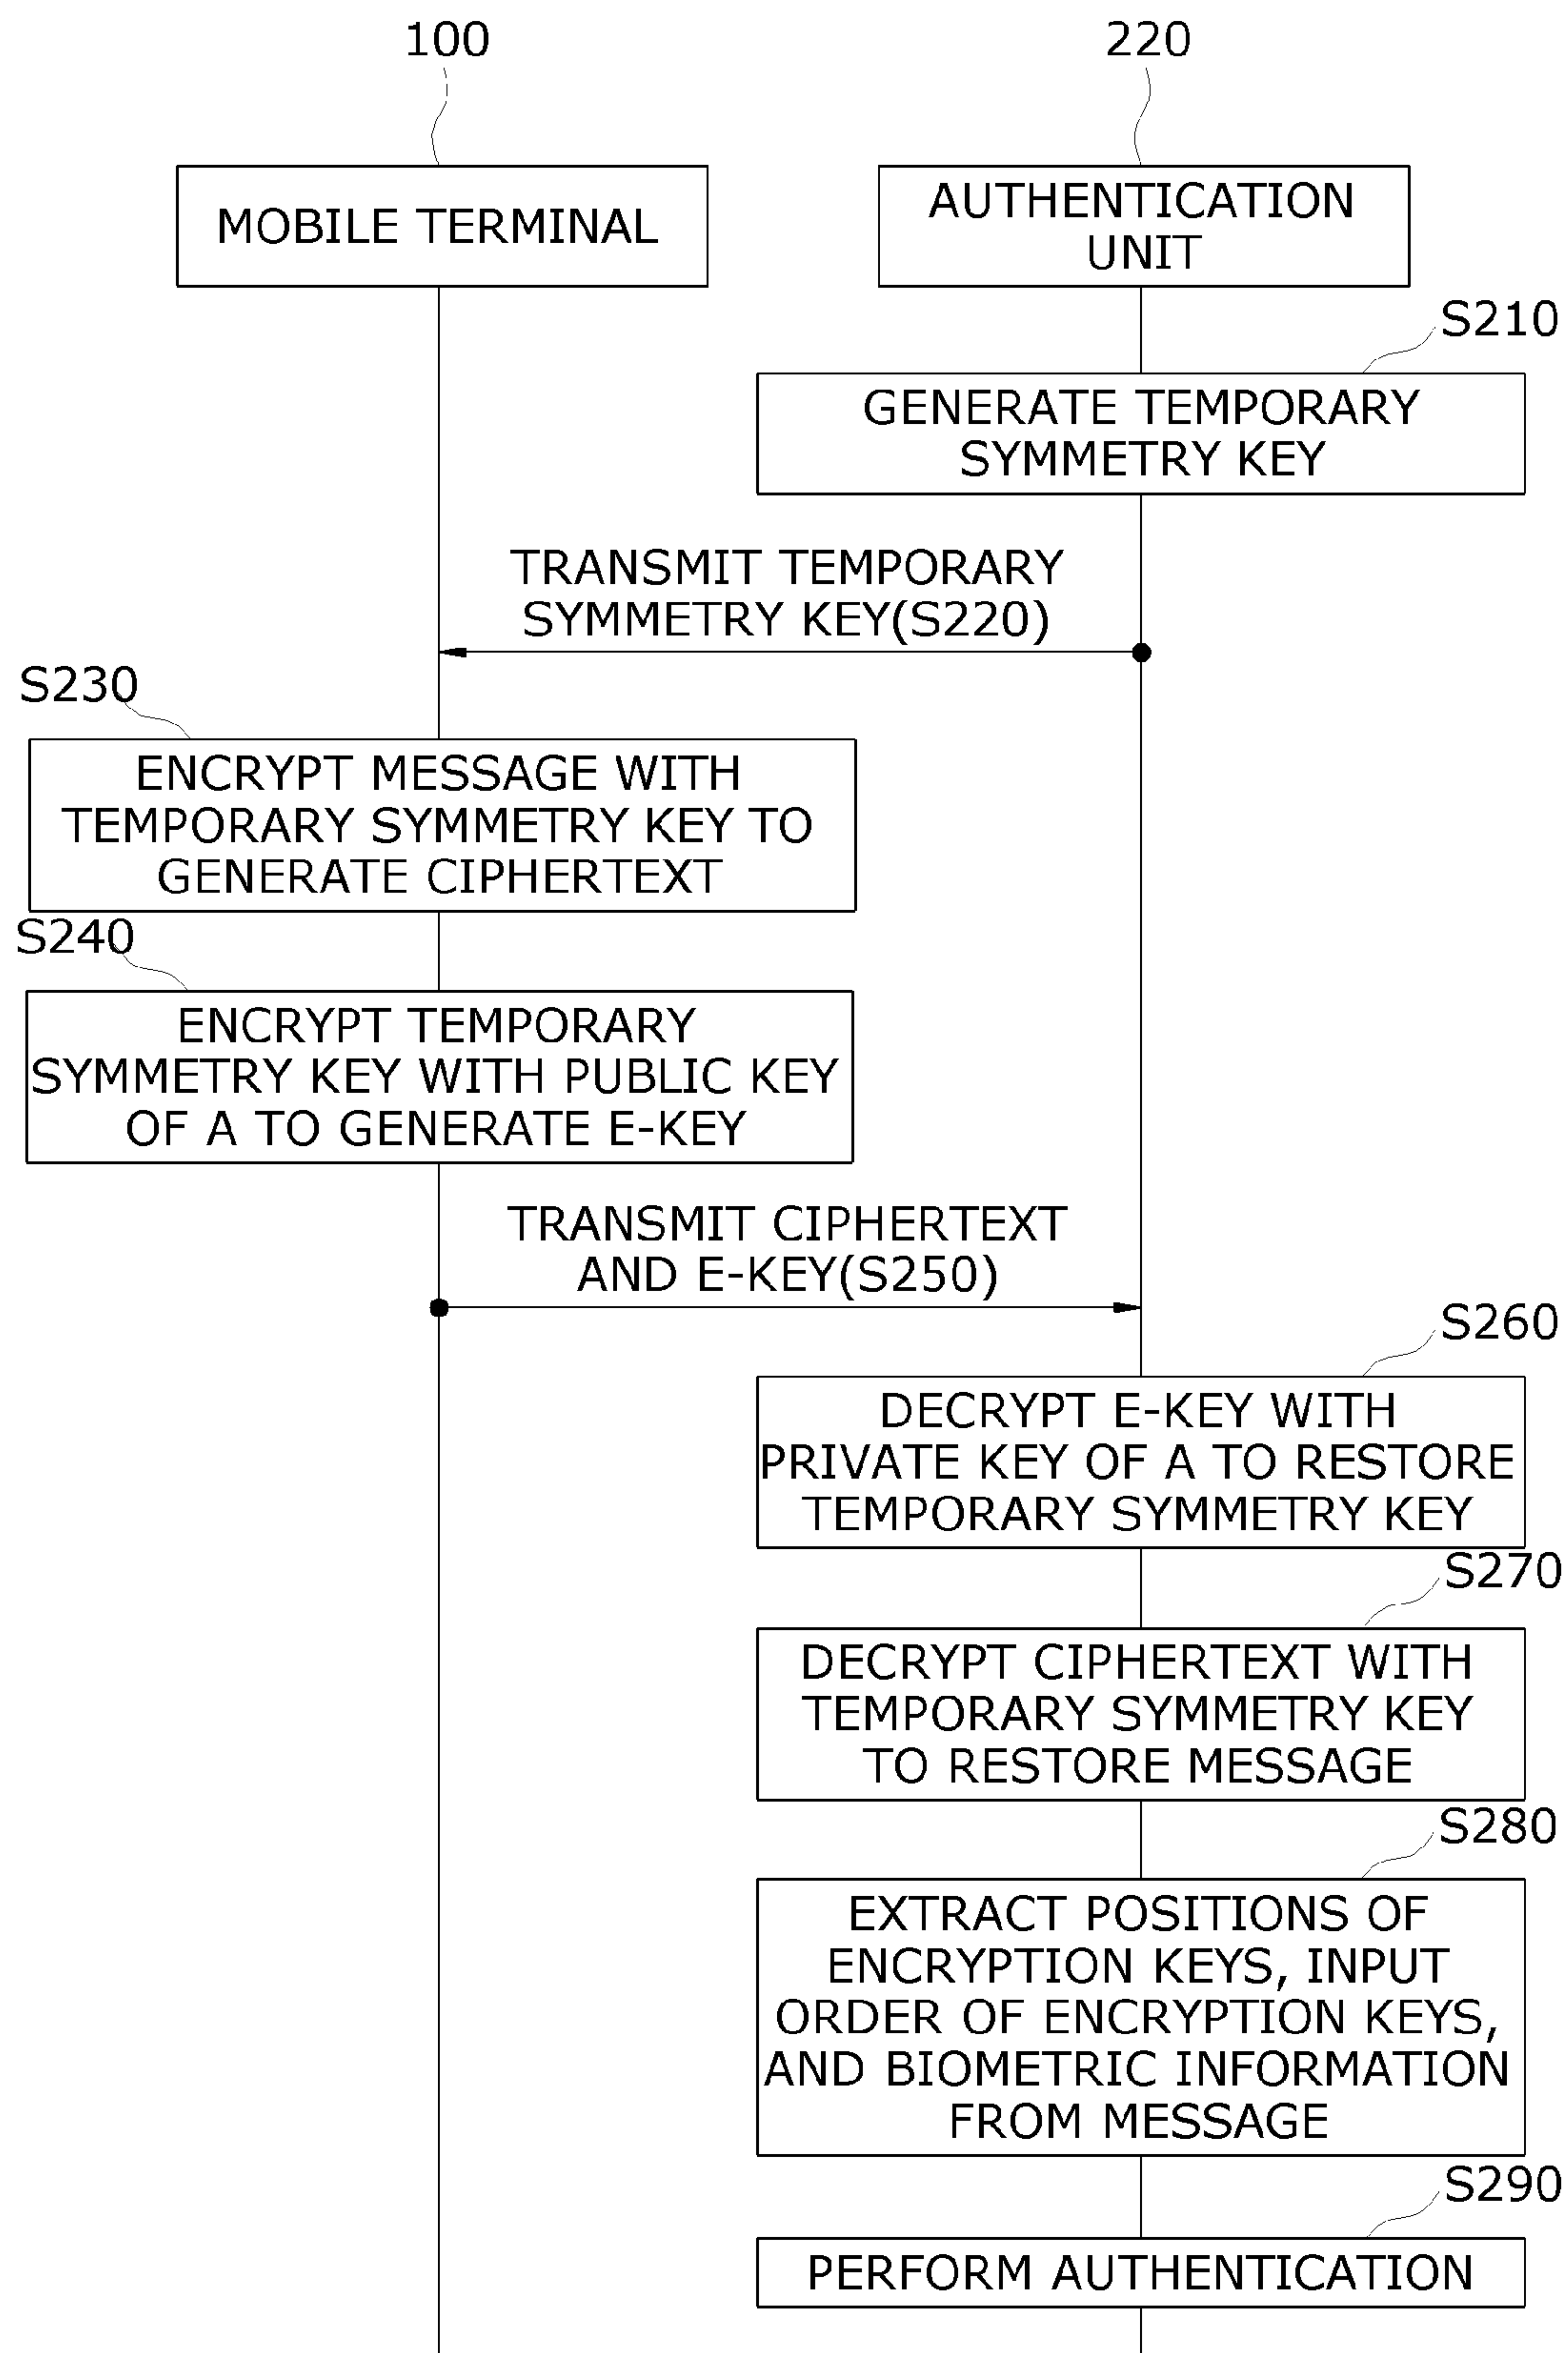 100
220
MOBILE TERMINAL
AUTHENTICATION
UNIT
S210
GENERATE TEMPORARY
SYMMETRY KEY
TRANSMIT TEMPORARY
SYMMETRY KEY(S220)
S230
ENCRYPT MESSAGE WITH
TEMPORARY SYMMETRY KEY TO
GENERATE CIPHERTEXT
S240
ENCRYPT TEMPORARY
SYMMETRY KEY WITH PUBLIC KEY
OF A TO GENERATE E-KEY
TRANSMIT CIPHERTEXT
AND E-KEY(S250)
S260
DECRYPT E-KEY WITH
PRIVATE KEY OF A TO RESTORE
TEMPORARY SYMMETRY KEY
S270
DECRYPT CIPHERTEXT WITH
TEMPORARY SYMMETRY KEY
TO RESTORE MESSAGE
S280
EXTRACT POSITIONS OF
ENCRYPTION KEYS, INPUT
ORDER OF ENCRYPTION KEYS,
AND BIOMETRIC INFORMATION
FROM MESSAGE
S290
PERFORM AUTHENTICATION